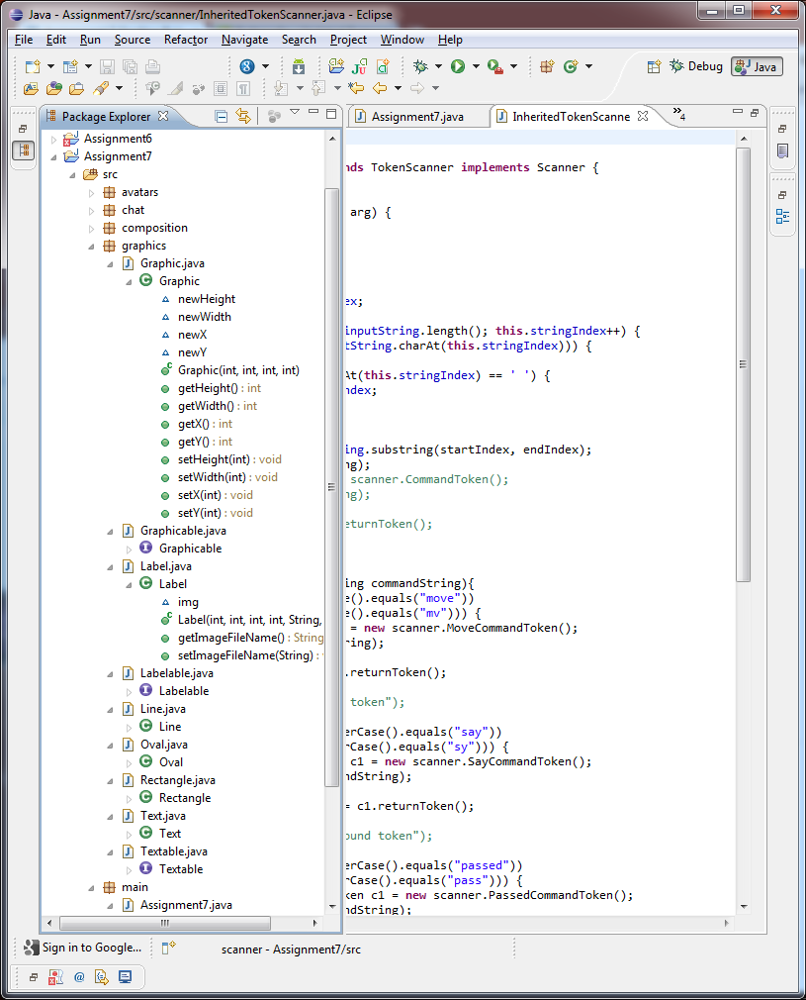 Java - Assignment7/src/scanner/InheritedTokenScanner.java - Eclipse
File Edit Run Source Refactor Navigate Search Project Window Help
Debug Java
Package Explorer
Assignment7.java
InheritedTokenScanne
4
Assignment6
Assignment7
src
avatars
chat
composition
graphics
Graphic.java
Graphic
newHeight
newWidth
newX
newY
Graphic(int, int, int, int)
getHeight() : int
getWidth() : int
getX() : int
getY() : int
setHeight(int) : void
setWidth(int) : void
setX(int) : void
setY(int) : void
Graphicable.java
Graphicable
Label.java
Label
img
Label(int, int, int, int, String,
getImageFileName() : String
setImageFileName(String) :
Labelable.java
Labelable
Line.java
Line
Oval.java
Oval
Rectangle.java
Rectangle
Text.java
Text
Textable.java
Textable
main
Assignment7.java
nds TokenScanner implements Scanner {
arg) {
ex;
inputString.length(); this.stringIndex++) {
tString.charAt(this.stringIndex))) {
At(this.stringIndex) == ' ') {
ndex;
ing.substring(startIndex, endIndex);
ng);
scanner.CommandToken();
ng);
eturnToken();
ing commandString){
e().equals("move"))
e().equals("mv"))) {
= new scanner.MoveCommandToken();
ring);
.returnToken();
token");
erCase().equals("say"))
rCase().equals("sy"))) {
c1 = new scanner.SayCommandToken();
ndString);
= c1.returnToken();
ound token");
erCase().equals("passed"))
rCase().equals("pass"))) {
ken c1 = new scanner.PassedCommandToken();
ndString);
Sign in to Google...
scanner - Assignment7/src